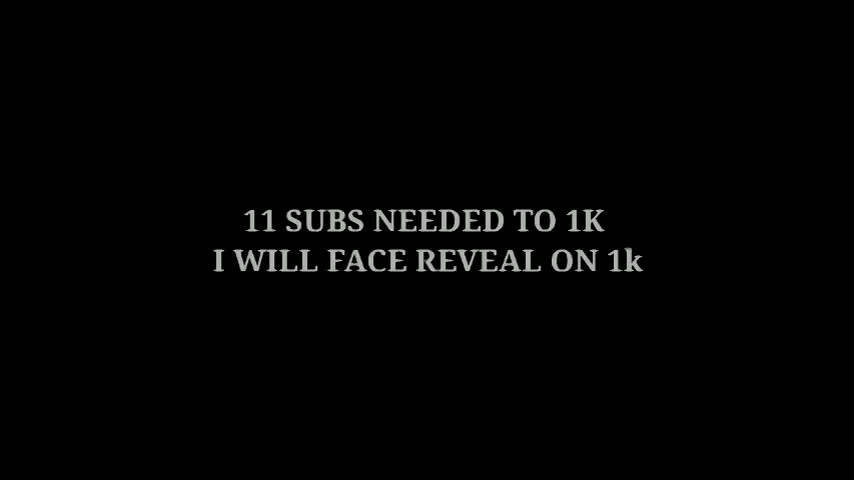 11 SUBS NEEDED TO 1K
I WILL FACE REVEAL ON 1k